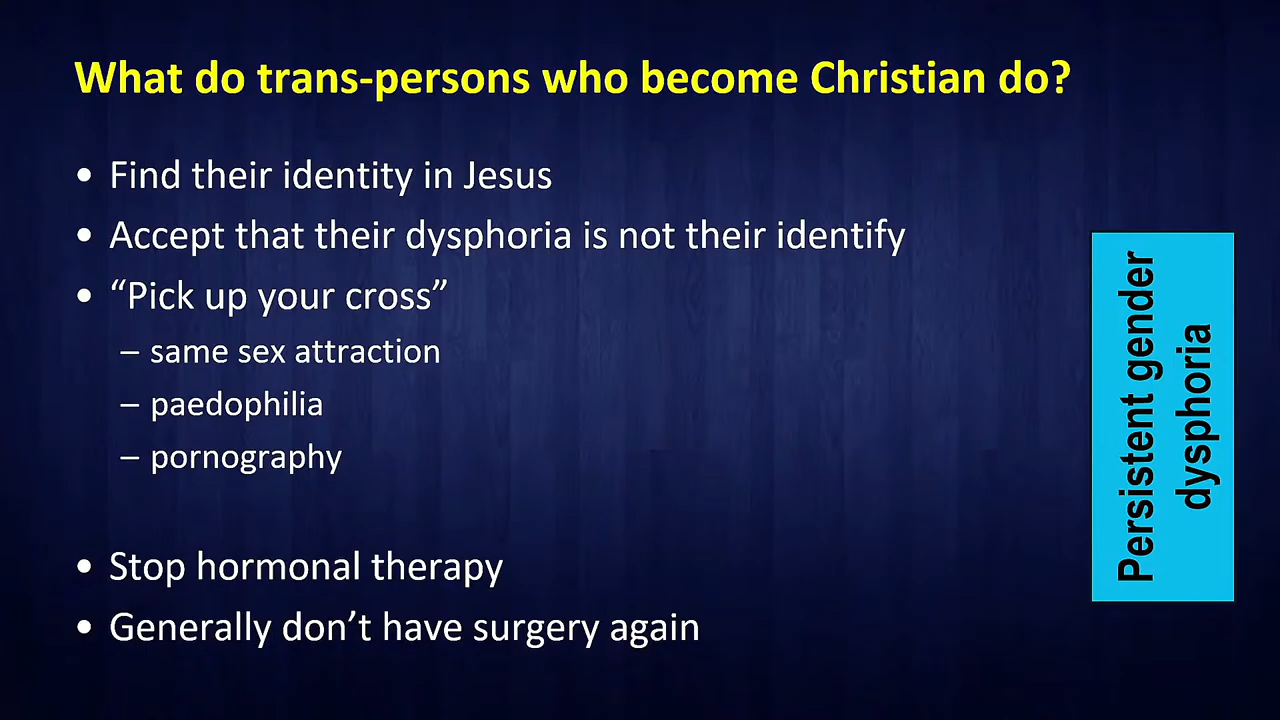 What do trans-persons who become Christian do?
• Find their identity in Jesus
• Accept that their dysphoria is not their identify
• “Pick up your cross”
– same sex attraction
– paedophilia
– pornography
• Stop hormonal therapy
• Generally don’t have surgery again
Persistent gender
dysphoria